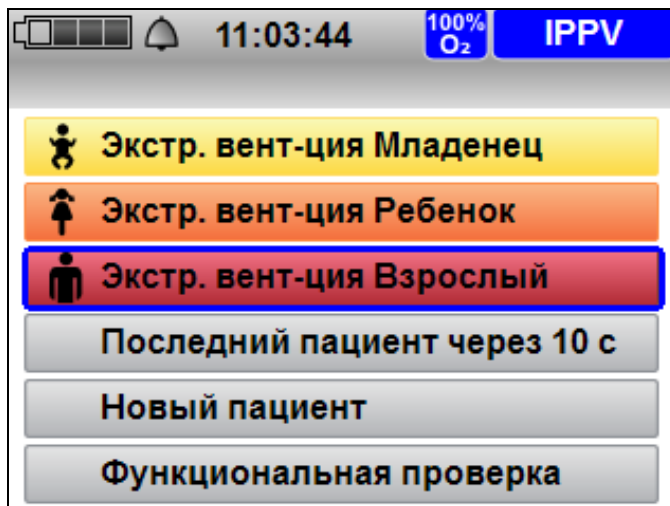 11:03:44 100% O₂ IPPV
Экстр. вент-ция Младенец
Экстр. вент-ция Ребенок
Экстр. вент-ция Взрослый
Последний пациент через 10 с
Новый пациент
Функциональная проверка